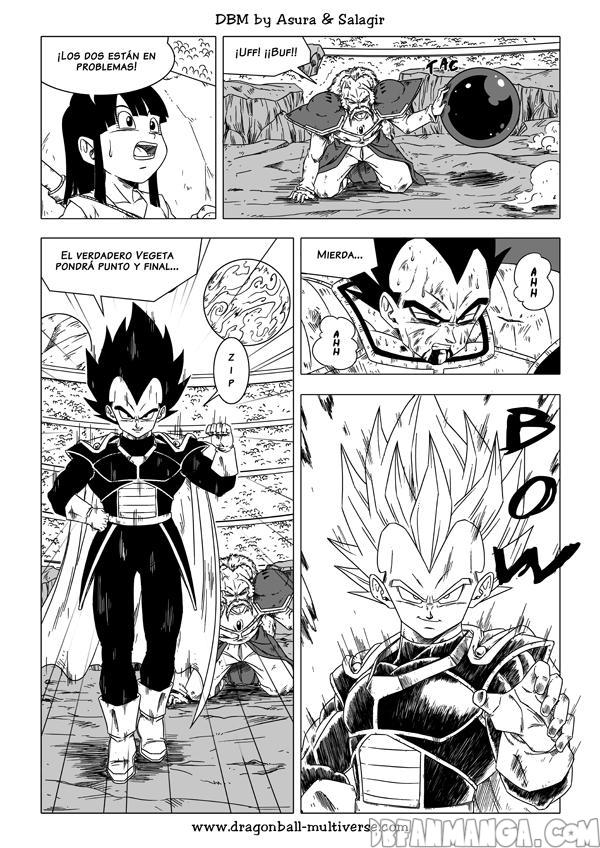 DBM by Asura & Salagir
¡Los dos están en
problemas!
¡Uff! ¡¡Buf!!
TAC
El verdadero Vegeta
pondrá punto y final...
ZIP
Mierda...
AHH
AHH
BOW
www.dragonball-multiverse.com
DBFANMANGA.COM